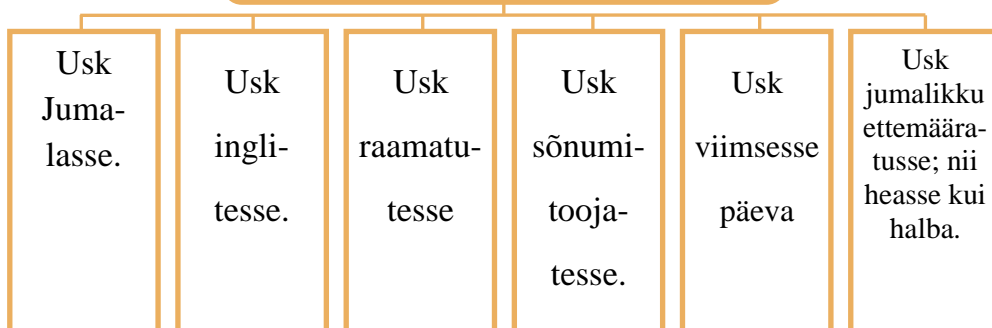 Usk
Juma-
lasse.
Usk
ingli-
tesse.
Usk
raamatu-
tesse
Usk
sõnumi-
tooja-
tesse.
Usk
viimsesse
päeva
Usk
jumalikku
ettemäära-
tusse; nii
heasse kui
halba.